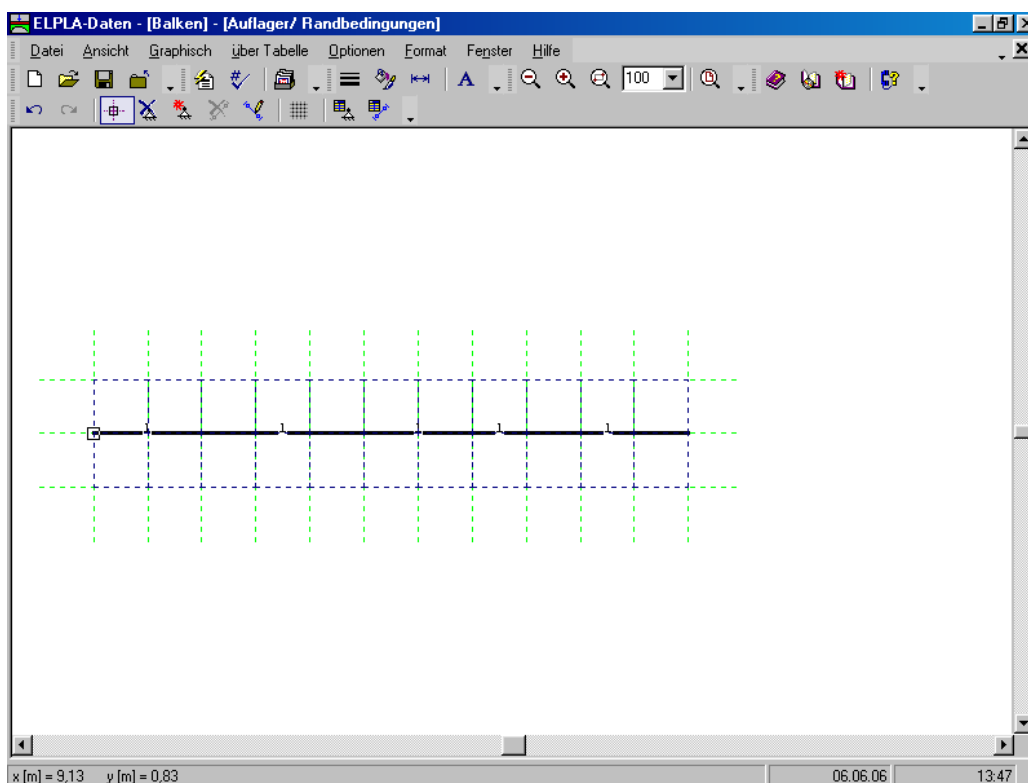 ELPLA-Daten - [Balken] - [Auflager/ Randbedingungen]
Datei Ansicht Graphisch über Tabelle Optionen Format Fenster Hilfe
A 100
1 1 1 1 1
x [m] = 9,13 y [m] = 0,83 06.06.06 13:47